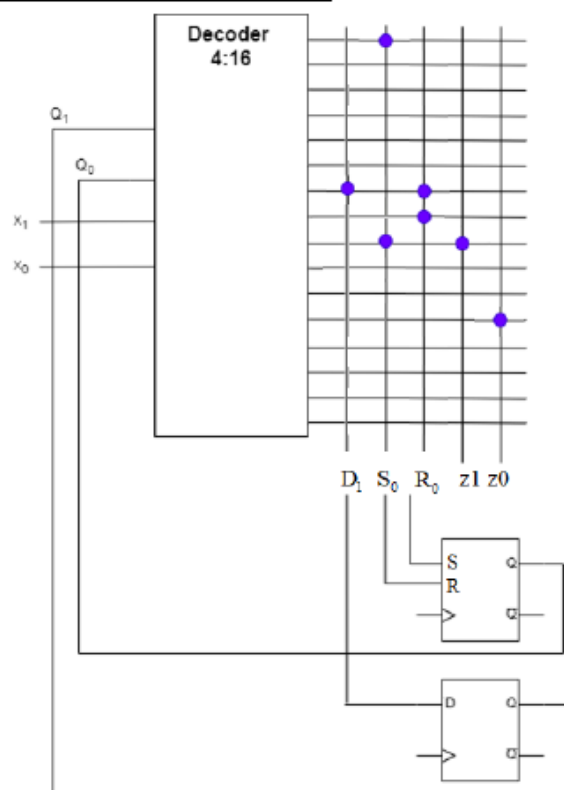 Decoder
4:16
Q₁
Q₀
X₁
X₀
D₁ S₀ R₀ z1 z0
S Q
R
Q̅
D Q
Q̅